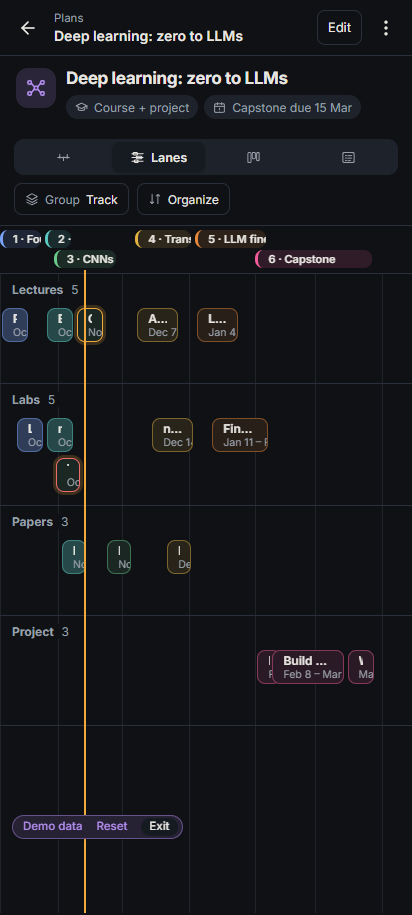 Plans
Deep learning: zero to LLMs
Edit
Deep learning: zero to LLMs
Course + project
Capstone due 15 Mar
Lanes
Group Track
Organize
1 · Fo
2 ·
4 · Trans
5 · LLM fine
3 · CNNs
6 · Capstone
Lectures 5
A...
L...
Oc
Oc
No
Dec 7
Jan 4
Labs 5
n...
Fin...
Oc
Oc
Dec 14
Jan 11 –
Oc
Papers 3
No
No
De
Project 3
Build ...
Feb 8 – Mar
Ma
Demo data
Reset
Exit